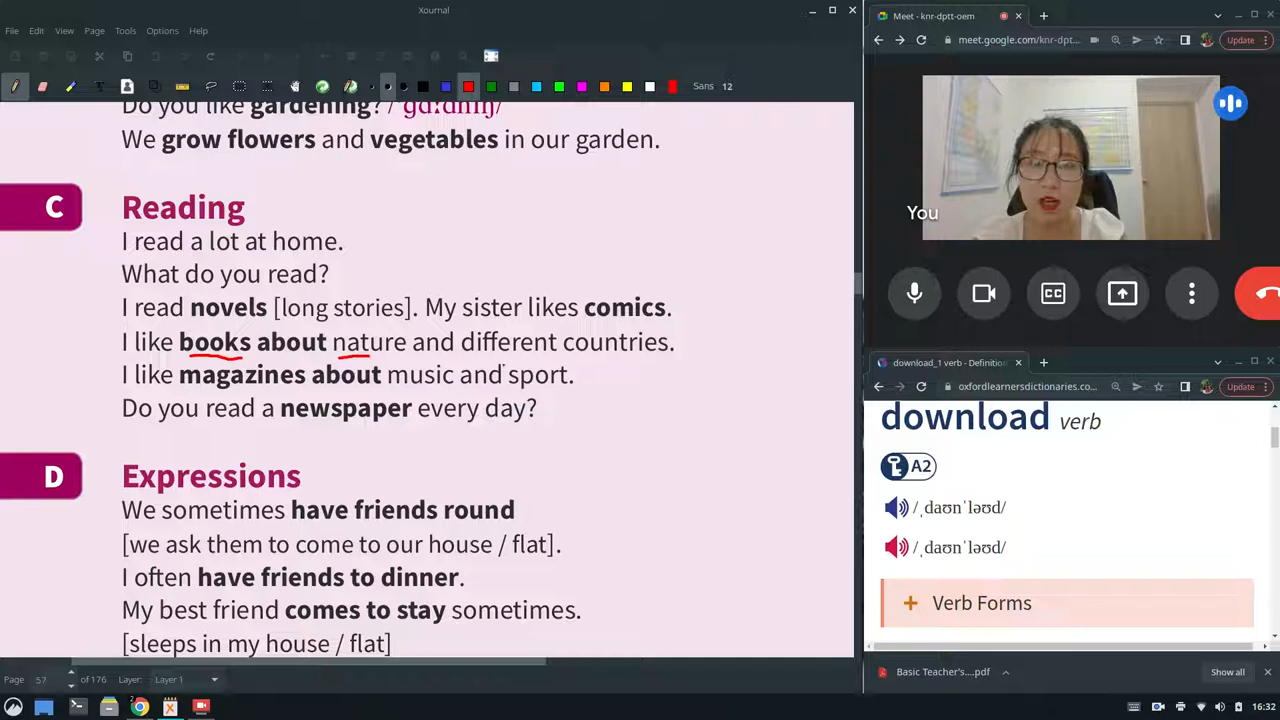 Xournal
File Edit View Page Tools Options Help
Sans 12
Do you like gardening? /
We grow flowers and vegetables in our garden.
C Reading
I read a lot at home.
What do you read?
I read novels [long stories]. My sister likes comics.
I like books about nature and different countries.
I like magazines about music and sport.
Do you read a newspaper every day?
D Expressions
We sometimes have friends round
[we ask them to come to our house / flat].
I often have friends to dinner.
My best friend comes to stay sometimes.
[sleeps in my house / flat]
Page 57 of 176 Layer: Layer 1
Meet - knr-dptt-oem
meet.google.com/knr-dptt... Update
You
CC
download_1 verb - Definition
oxfordlearnersdictionaries.co... Update
download verb
A2
/ˌdaʊnˈləʊd/
/ˌdaʊnˈləʊd/
+ Verb Forms
Basic Teacher's....pdf Show all
2
16:32